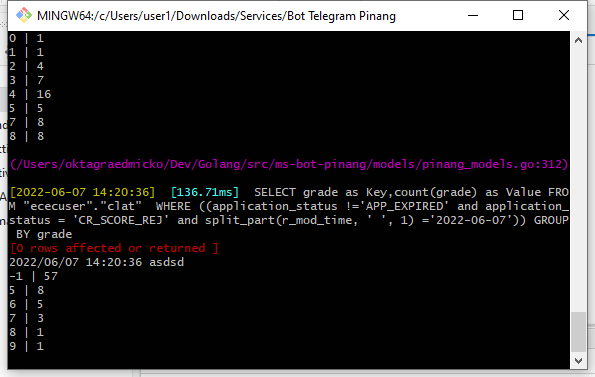 MINGW64:/c/Users/user1/Downloads/Services/Bot Telegram Pinang
0 | 1
1 | 1
2 | 4
3 | 7
4 | 16
5 | 5
7 | 8
8 | 8
(/Users/oktagraedmicko/Dev/Golang/src/ms-bot-pinang/models/pinang_models.go:312)
[2022-06-07 14:20:36]  [136.71ms]  SELECT grade as Key,count(grade) as Value FRO
M "ececuser"."clat"  WHERE ((application_status !='APP_EXPIRED' and application_
status = 'CR_SCORE_REJ' and split_part(r_mod_time, ' ', 1) ='2022-06-07')) GROUP
 BY grade
[0 rows affected or returned ]
2022/06/07 14:20:36 asdsd
-1 | 57
5 | 8
6 | 5
7 | 3
8 | 1
9 | 1